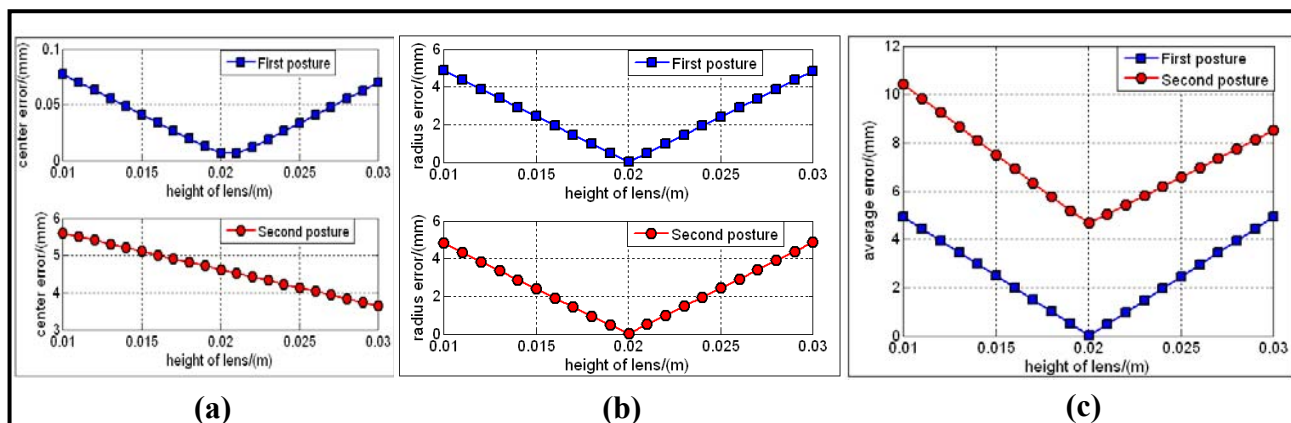 0.1
0.05
0
center error/(mm)
First posture
0.01 0.015 0.02 0.025 0.03
height of lens/(m)
6
5
4
3
center error/(mm)
Second posture
0.01 0.015 0.02 0.025 0.03
height of lens/(m)
(a)
6
4
2
0
radius error/(mm)
First posture
0.01 0.015 0.02 0.025 0.03
height of lens/(m)
6
4
2
0
radius error/(mm)
Second posture
0.01 0.015 0.02 0.025 0.03
height of lens/(m)
(b)
12
10
8
6
4
2
0
average error/(mm)
First posture
Second posture
0.01 0.015 0.02 0.025 0.03
height of lens/(m)
(c)